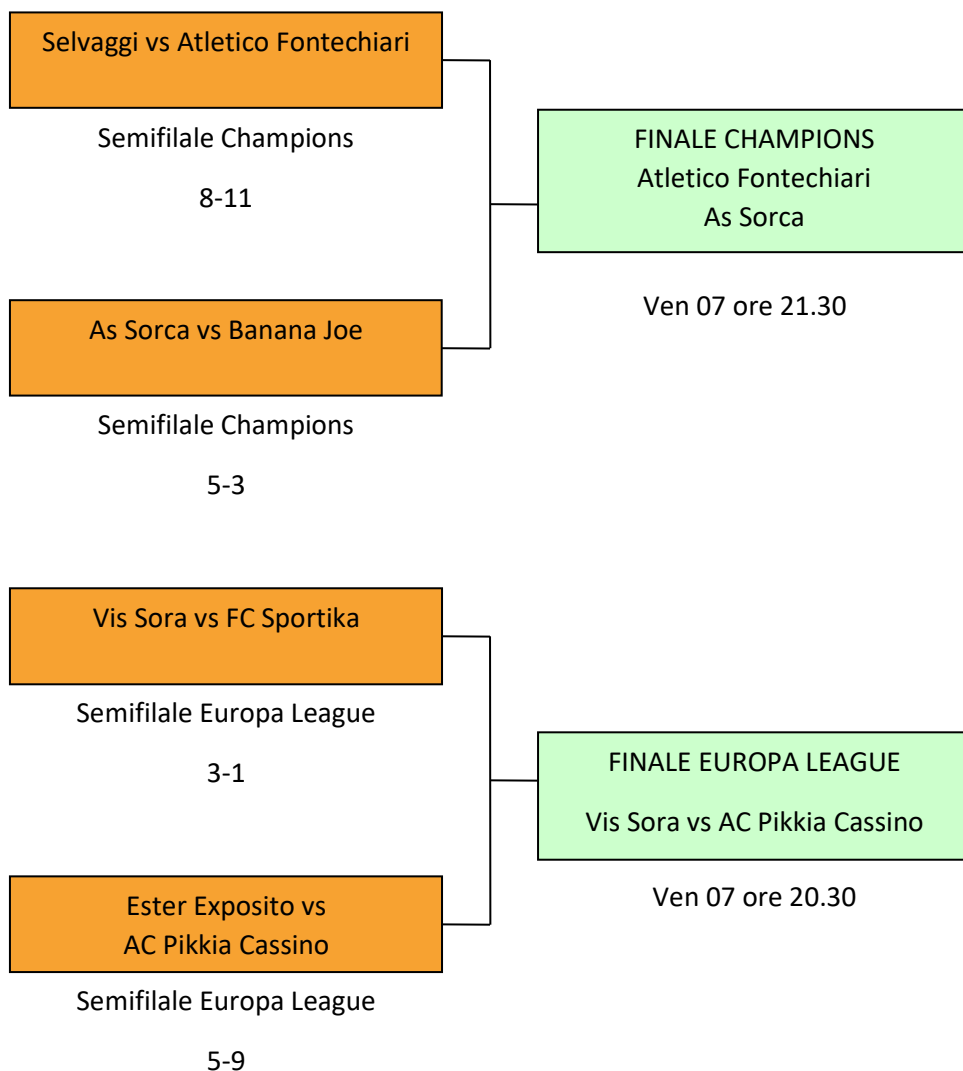 Selvaggi vs Atletico Fontechiari
Semifilale Champions
8-11
FINALE CHAMPIONS
Atletico Fontechiari
As Sorca
Ven 07 ore 21.30
As Sorca vs Banana Joe
Semifilale Champions
5-3
Vis Sora vs FC Sportika
Semifilale Europa League
3-1
FINALE EUROPA LEAGUE
Vis Sora vs AC Pikkia Cassino
Ven 07 ore 20.30
Ester Exposito vs
AC Pikkia Cassino
Semifilale Europa League
5-9